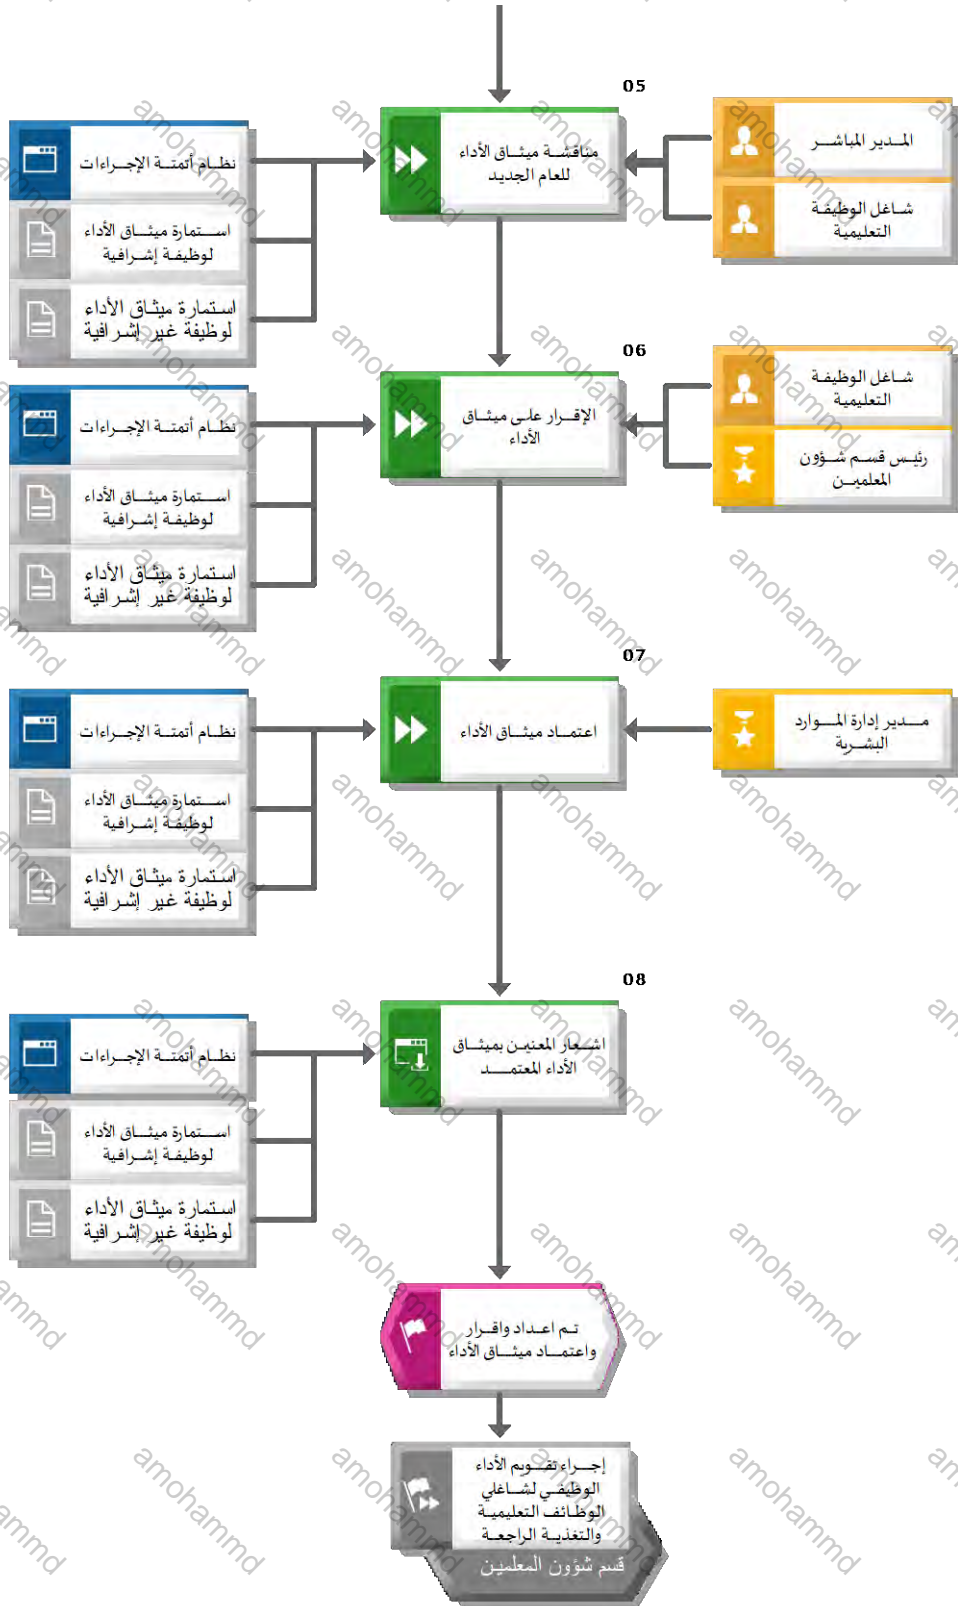 05
المدير المباشر
شاغل الوظيفة
التعليمية
مناقشة ميثاق الأداء
للعام الجديد
نظام أتمتة الإجراءات
استمارة ميثاق الأداء
لوظيفة إشرافية
استمارة ميثاق الأداء
لوظيفة غير إشرافية
06
شاغل الوظيفة
التعليمية
رئيس قسم شؤون
المعلمين
الإقرار على ميثاق
الأداء
نظام أتمتة الإجراءات
استمارة ميثاق الأداء
لوظيفة إشرافية
استمارة ميثاق الأداء
لوظيفة غير إشرافية
07
مدير إدارة الموارد
البشرية
اعتماد ميثاق الأداء
نظام أتمتة الإجراءات
استمارة ميثاق الأداء
لوظيفة إشرافية
استمارة ميثاق الأداء
لوظيفة غير إشرافية
08
اشعار المعنين بميثاق
الأداء المعتمد
نظام أتمتة الإجراءات
استمارة ميثاق الأداء
لوظيفة إشرافية
استمارة ميثاق الأداء
لوظيفة غير إشرافية
تم اعداد واقرار
واعتماد ميثاق الأداء
إجراء تقويم الأداء
الوظيفي لشاغلي
الوظائف التعليمية
والتغذية الراجعة
قسم شؤون المعلمين
amohammd